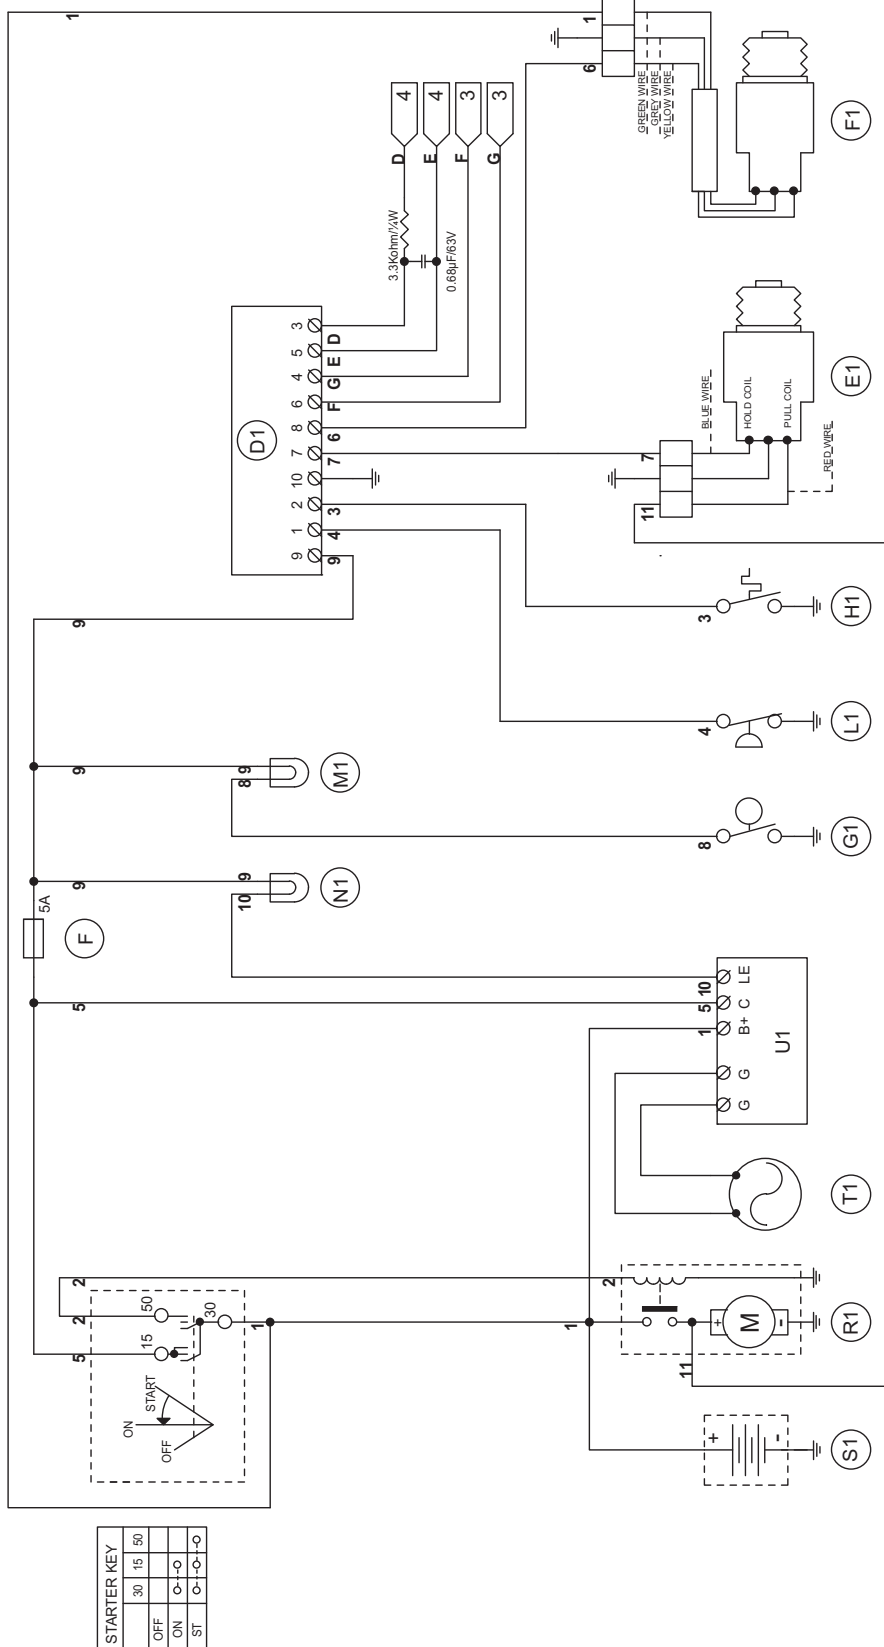 STARTER KEY
30 15 50
OFF
ON
ST
OFF
ON
START
15
50
30
5
2
2
1
1
5
5A
F
9
9
9
9
10
9
N1
8
9
M1
D1
9
1
2
10
7
8
6
4
5
3
9
4
3
7
6
F
G
E
D
3.3Kohm/¼W
0.68µF/63V
D
E
F
G
4
4
3
3
1
6
GREEN WIRE
GREY WIRE
YELLOW WIRE
F1
11
7
BLUE WIRE
HOLD COIL
PULL COIL
RED WIRE
E1
3
H1
4
L1
8
G1
1
5
10
G
G
B+
C
LE
U1
T1
1
2
11
+
M
-
R1
+
-
S1